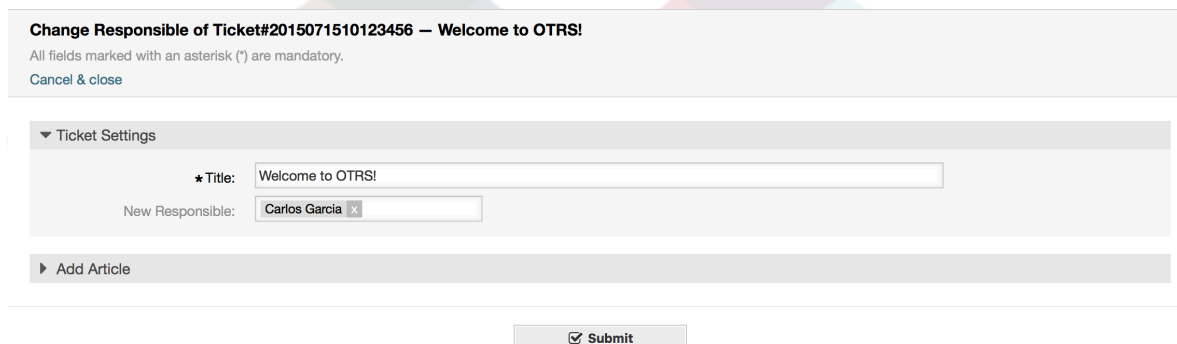 Change Responsible of Ticket#2015071510123456 — Welcome to OTRS!
All fields marked with an asterisk (*) are mandatory.
Cancel & close
Ticket Settings
* Title: Welcome to OTRS!
New Responsible: Carlos Garcia x
Add Article
Submit